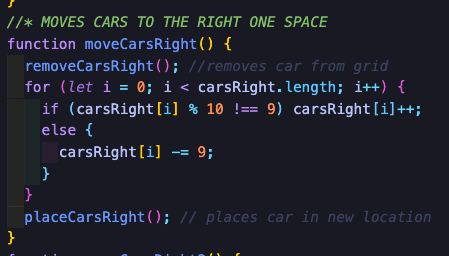 }
//* MOVES CARS TO THE RIGHT ONE SPACE
function moveCarsRight() {
removeCarsRight(); //removes car from grid
for (let i = 0; i < carsRight.length; i++) {
if (carsRight[i] % 10 !== 9) carsRight[i]++;
else {
carsRight[i] -= 9;
}
}
placeCarsRight(); // places car in new location
}